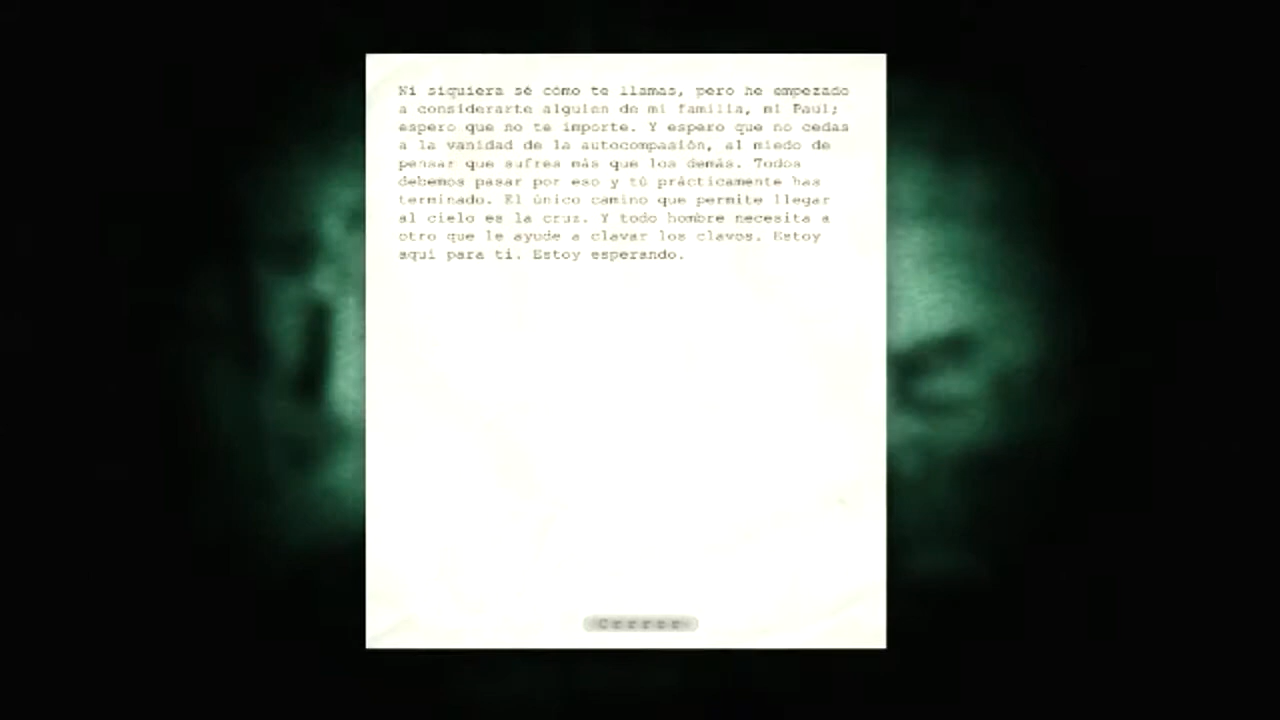 Ni siquiera sé cómo te llamas, pero he empezado
a considerarte alguien de mi familia, mi Paul;
espero que no te importe. Y espero que no cedas
a la vanidad de la autocompasión, al miedo de
pensar que sufres más que los demás. Todos
debemos pasar por eso y tú prácticamente has
terminado. El único camino que permite llegar
al cielo es la cruz. Y todo hombre necesita a
otro que le ayude a clavar los clavos. Estoy
aquí para ti. Estoy esperando.
Cerrar